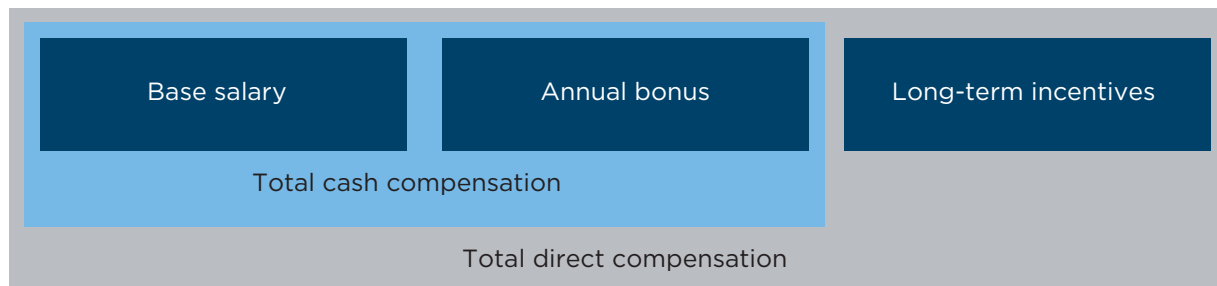 Base salary
Annual bonus
Long-term incentives
Total cash compensation
Total direct compensation